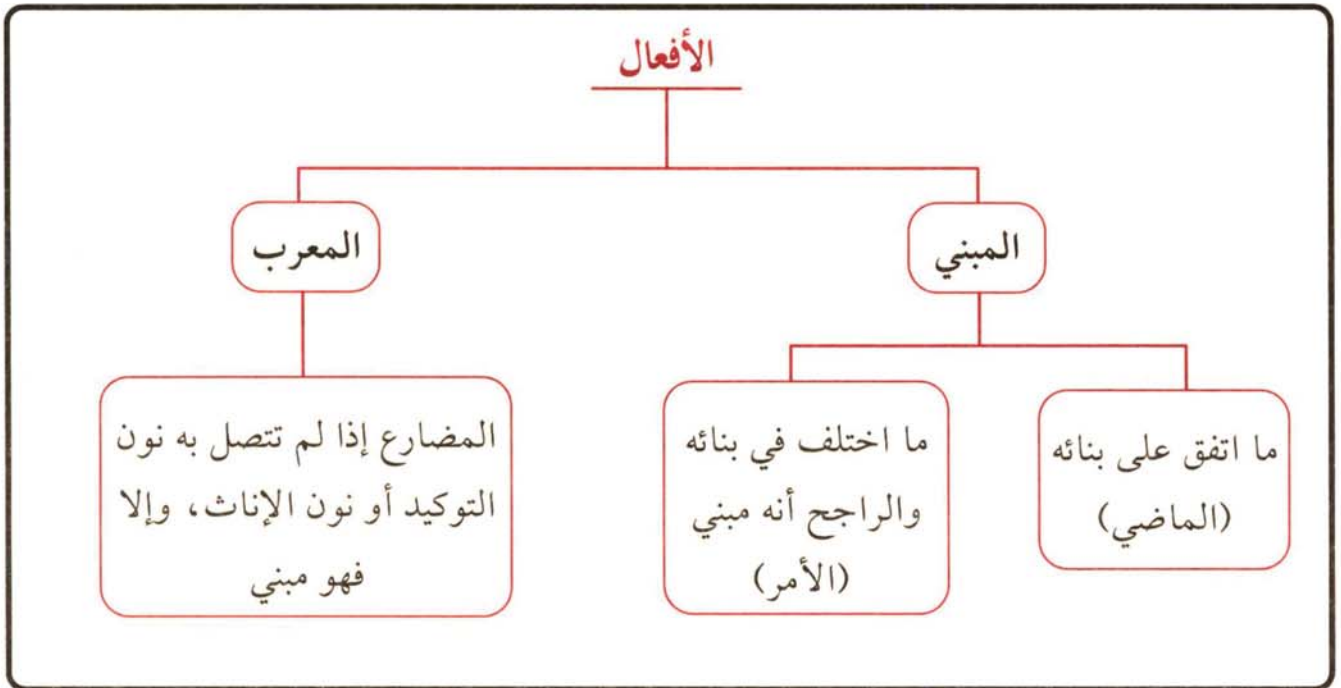 الأفعال
المبني
المعرب
ما اتفق على بنائه
(الماضي)
ما اختلف في بنائه
والراجح أنه مبني
(الأمر)
المضارع إذا لم تتصل به نون
التوكيد أو نون الإناث، وإلا
فهو مبني